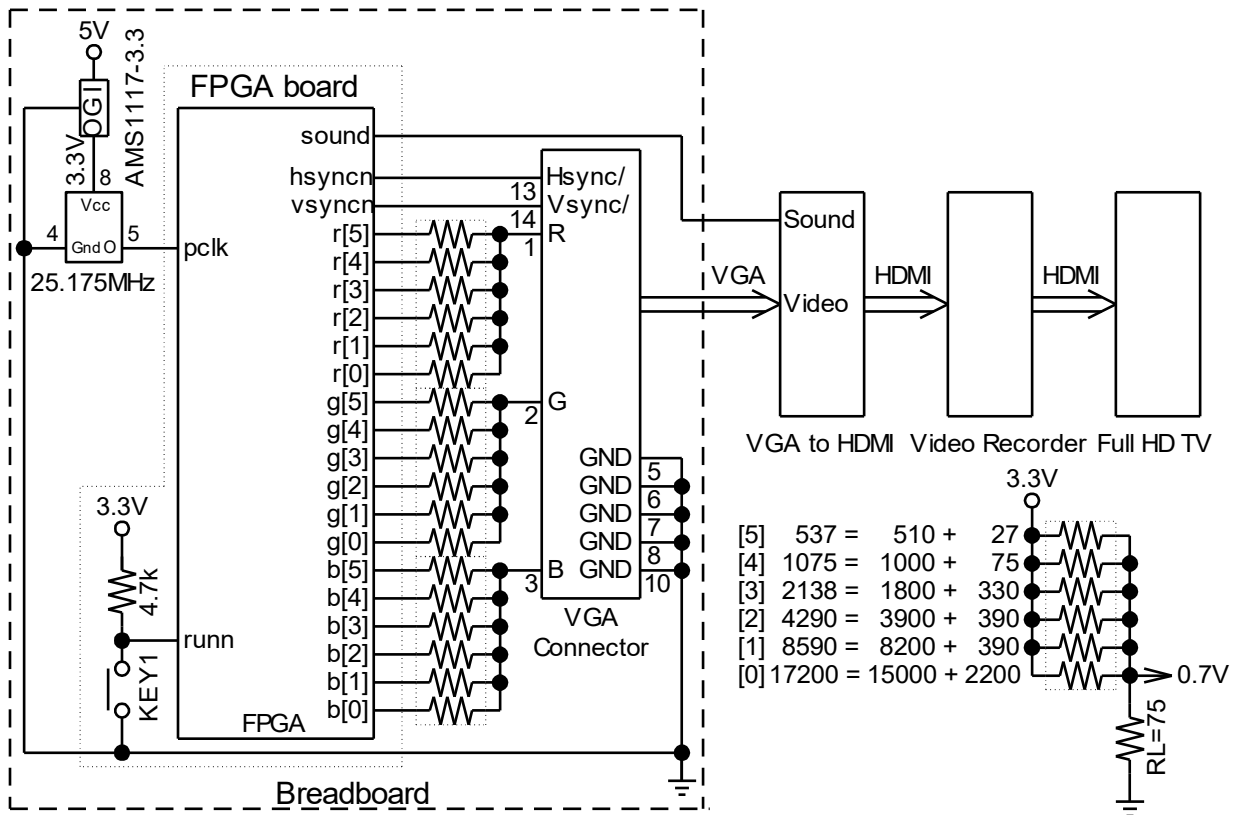 5V
OGI
AMS1117-3.3
3.3V
8
Vcc
4
Gnd O
5
25.175MHz
FPGA board
sound
hsyncn
vsyncn
r[5]
r[4]
r[3]
r[2]
r[1]
r[0]
g[5]
g[4]
g[3]
g[2]
g[1]
g[0]
b[5]
b[4]
b[3]
b[2]
b[1]
b[0]
pclk
runn
FPGA
3.3V
4.7k
KEY1
Breadboard
13
14
1
2
3
Hsync/
Vsync/
R
G
B
GND
5
GND
6
GND
7
GND
8
GND
10
VGA
Connector
VGA
Sound
Video
HDMI
HDMI
VGA to HDMI
Video Recorder
Full HD TV
3.3V
[5] 537 = 510 + 27
[4] 1075 = 1000 + 75
[3] 2138 = 1800 + 330
[2] 4290 = 3900 + 390
[1] 8590 = 8200 + 390
[0] 17200 = 15000 + 2200
0.7V
RL=75